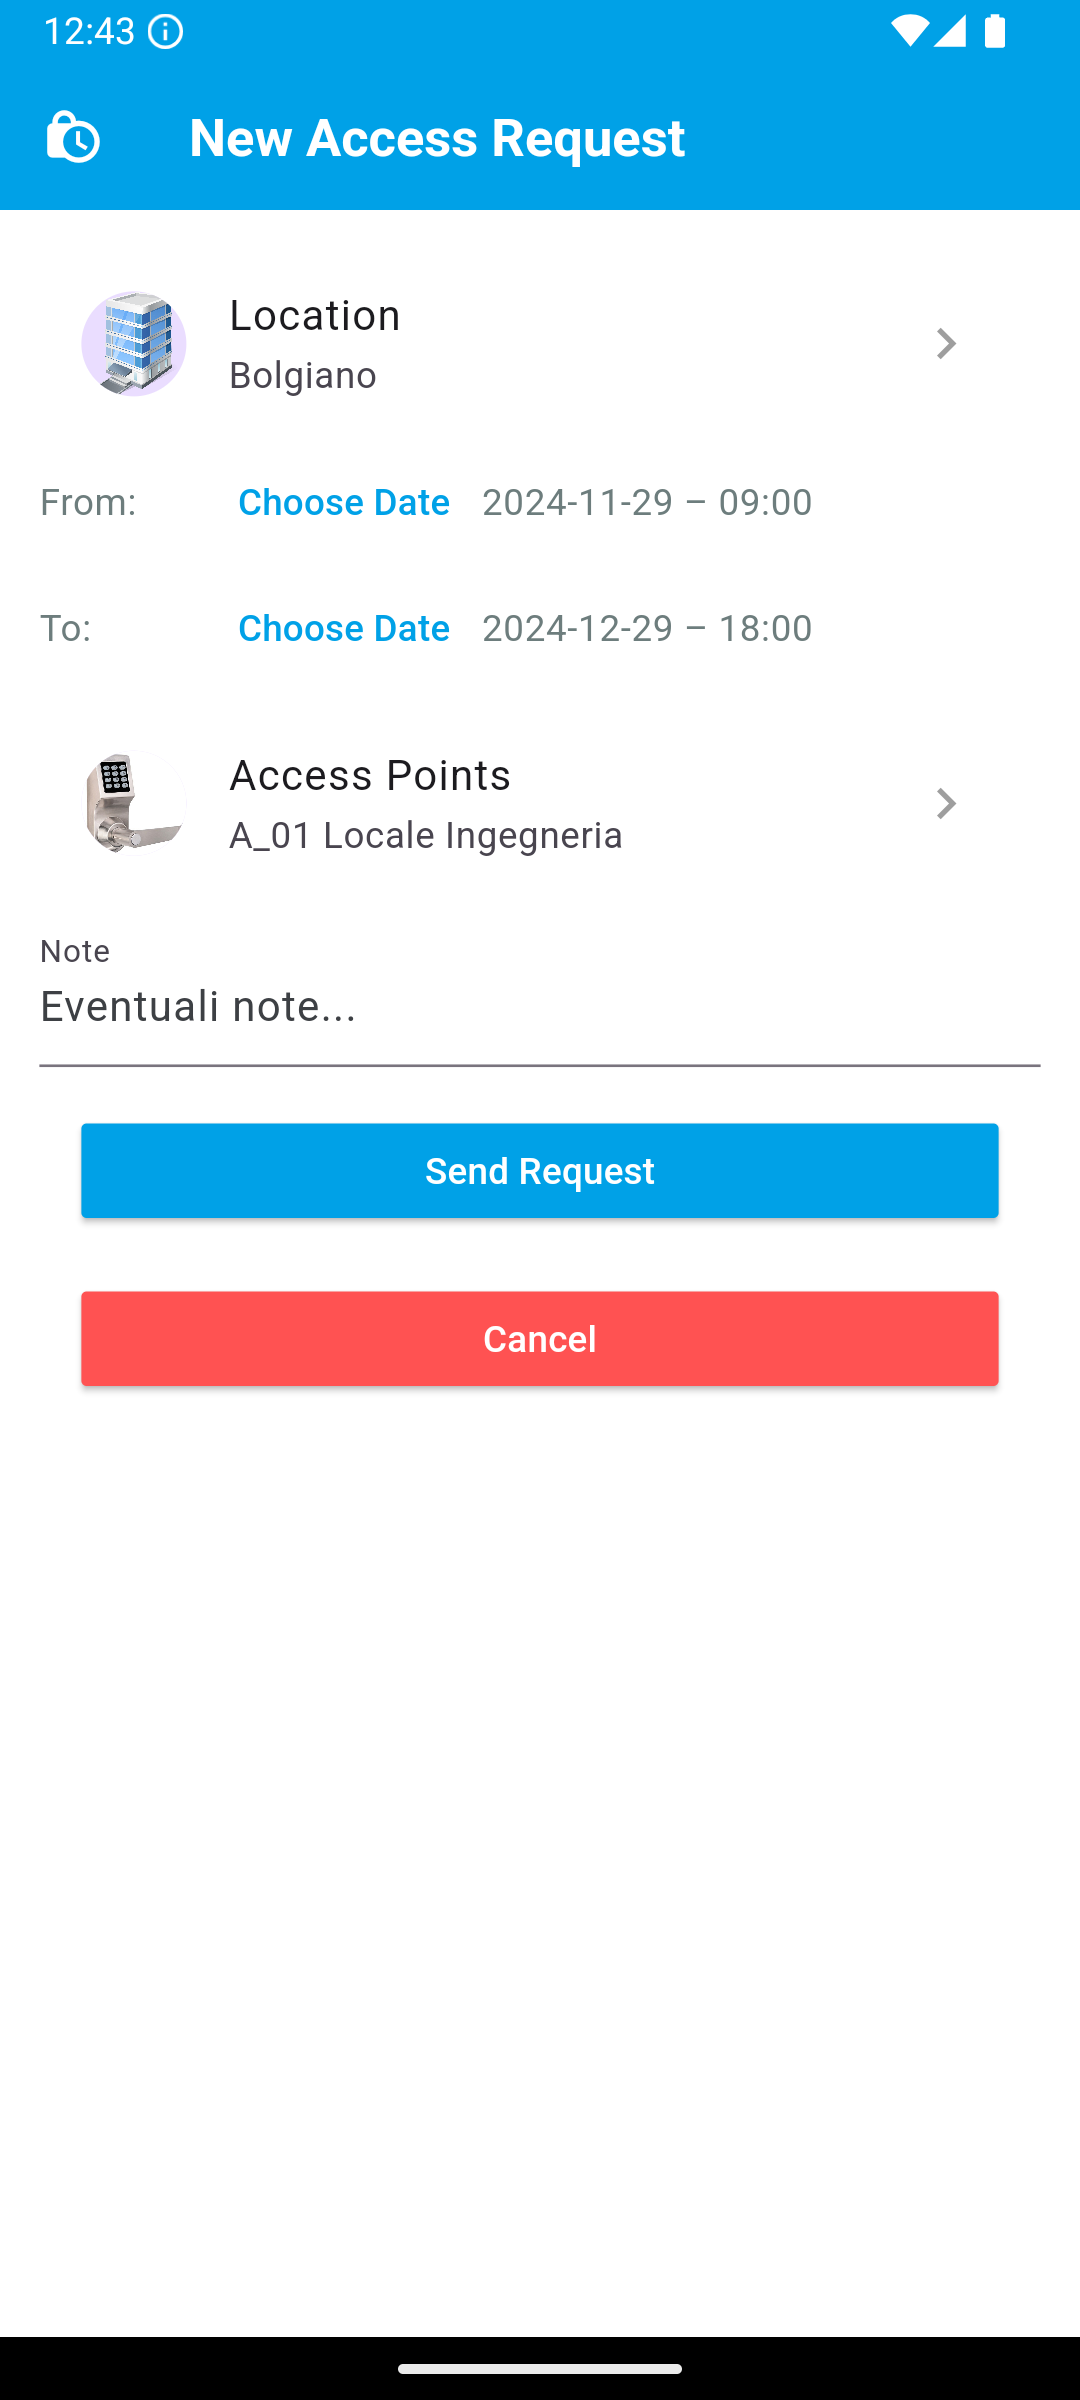 12:43
New Access Request
Location
Bolgiano
From: Choose Date 2024-11-29 – 09:00
To: Choose Date 2024-12-29 – 18:00
Access Points
A_01 Locale Ingegneria
Note
Eventuali note...
Send Request
Cancel